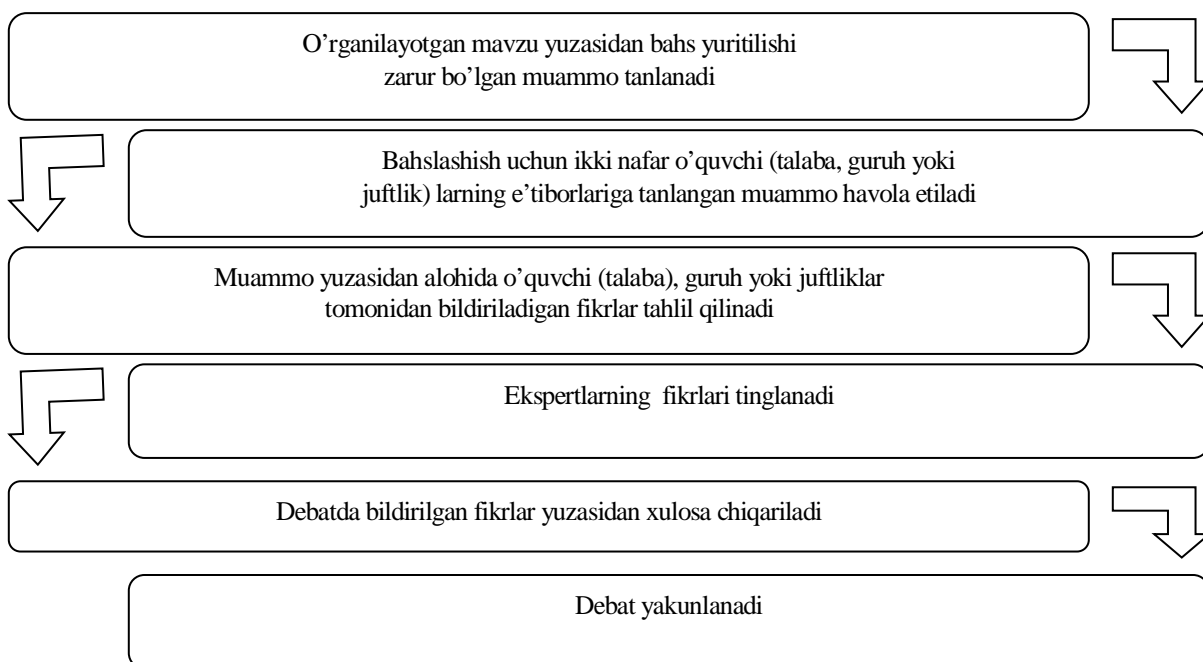 O’rganilayotgan mavzu yuzasidan bahs yuritilishi
zarur bo’lgan muammo tanlanadi
Bahslashish uchun ikki nafar o’quvchi (talaba, guruh yoki
juftlik) larning e’tiborlariga tanlangan muammo havola etiladi
Muammo yuzasidan alohida o’quvchi (talaba), guruh yoki juftliklar
tomonidan bildiriladigan fikrlar tahlil qilinadi
Ekspertlarning fikrlari tinglanadi
Debatda bildirilgan fikrlar yuzasidan xulosa chiqariladi
Debat yakunlanadi